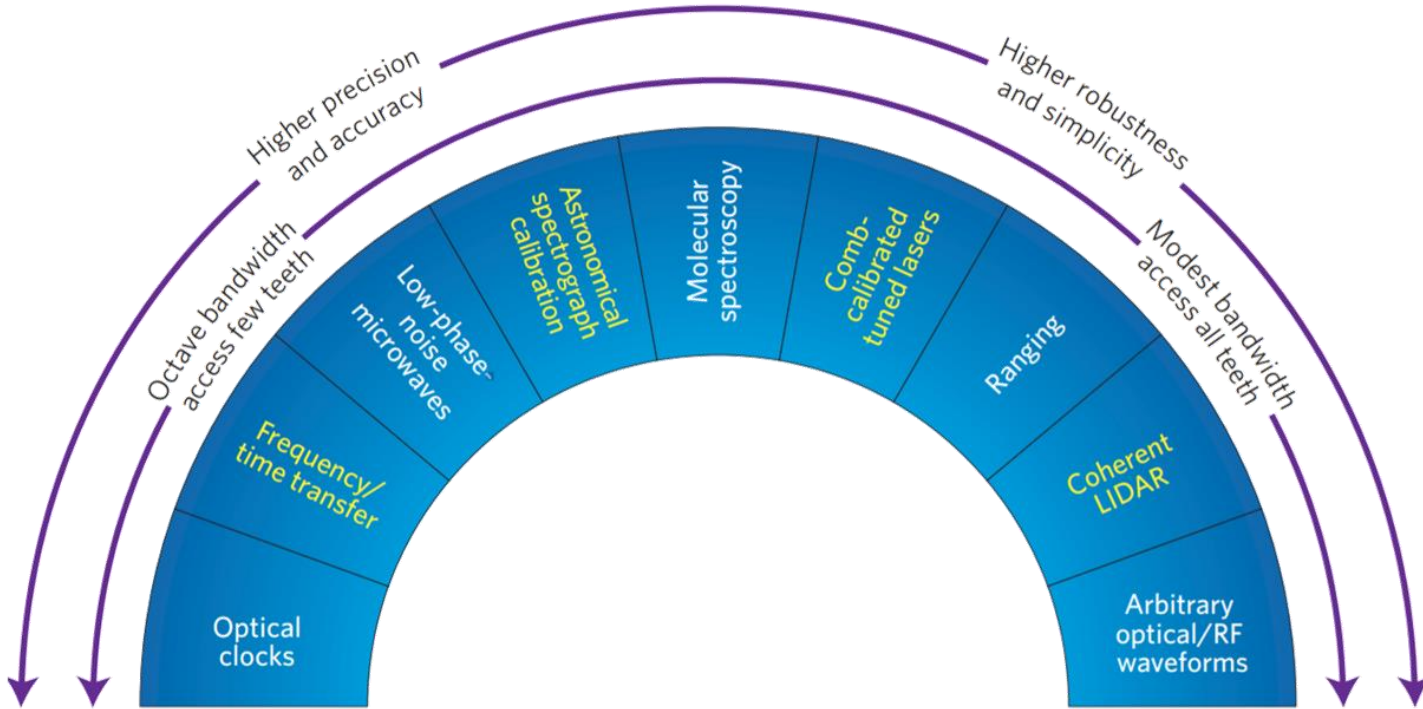 Higher precision
and accuracy
Higher robustness
and simplicity
Octave bandwidth
access few teeth
Modest bandwidth
access all teeth
Optical
clocks
Frequency/
time transfer
Low-phase-
noise
microwaves
Astronomical
spectrograph
calibration
Molecular
spectroscopy
Comb-
calibrated
tuned lasers
Ranging
Coherent
LIDAR
Arbitrary
optical/RF
waveforms